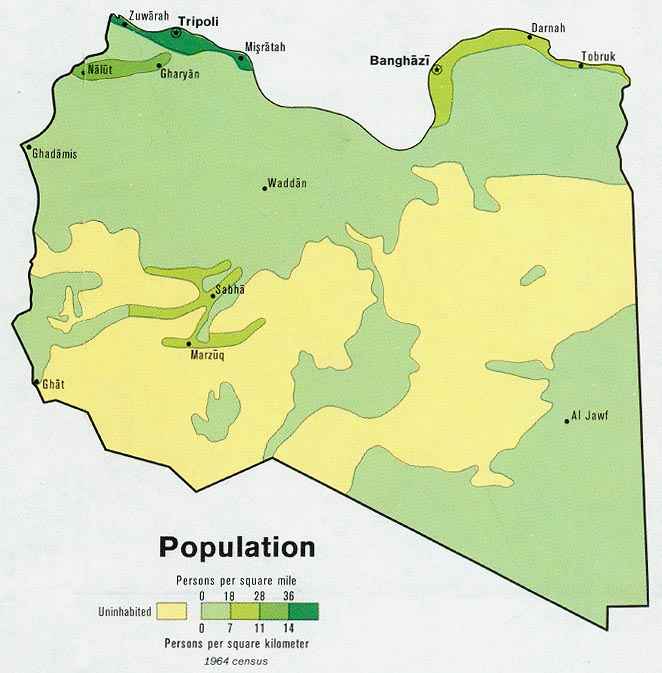 Zuwārah
Tripoli
Darnah
Mişrātah
Banghāzī
Tobruk
Nālūt
Gharyān
Ghadāmis
Waddān
Sabhā
Marzūq
Ghāt
Al Jawf
Population
Persons per square mile
0 18 28 36
Uninhabited
0 7 11 14
Persons per square kilometer
1964 census